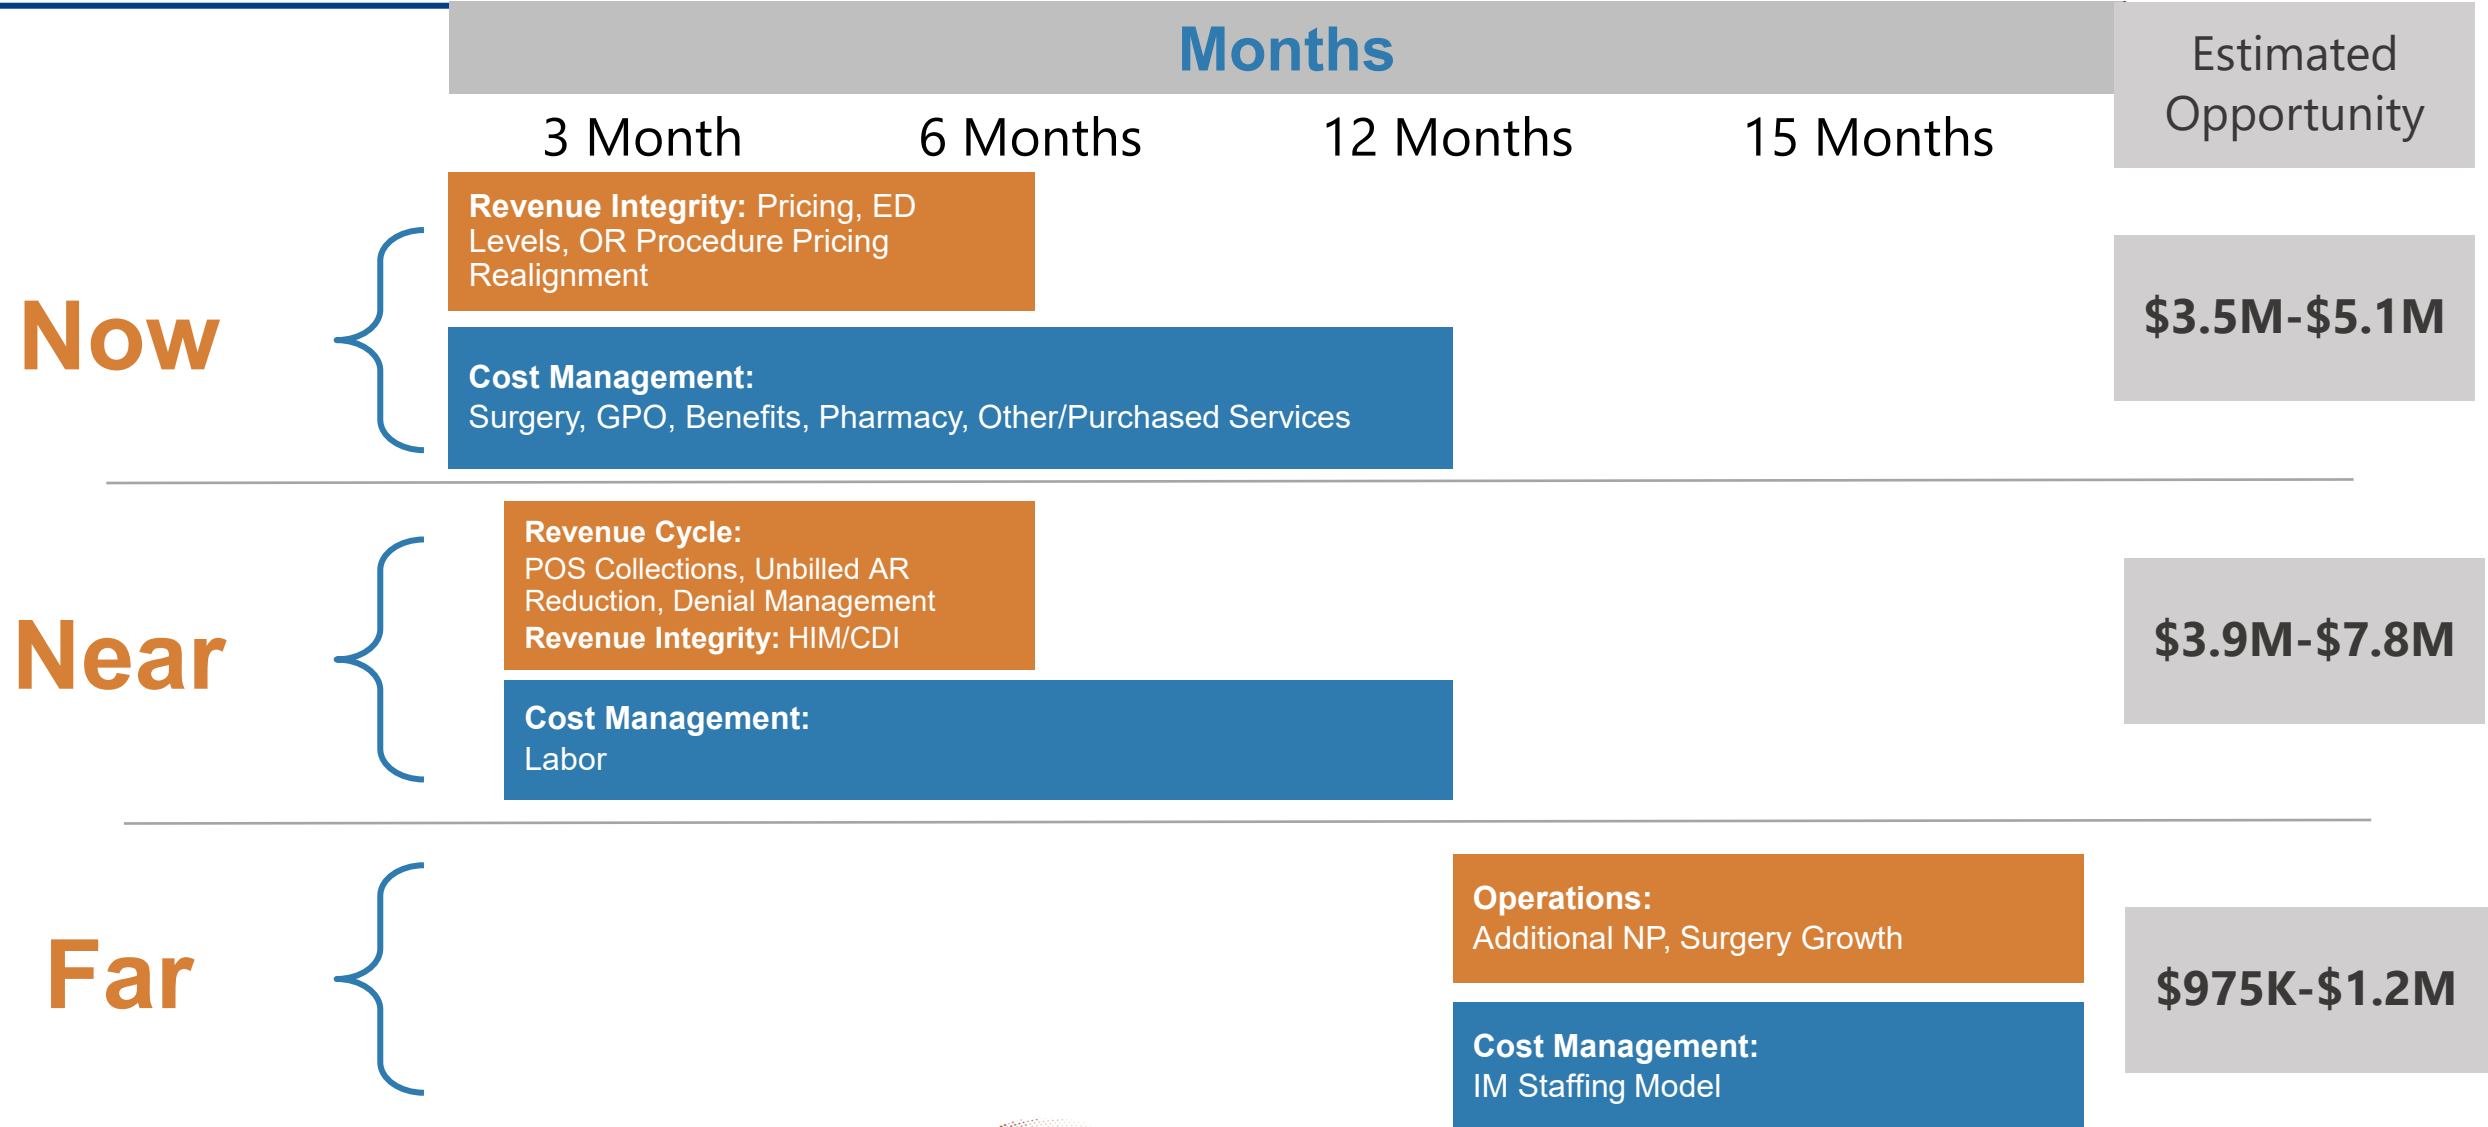 Months
Estimated
Opportunity
3 Month
6 Months
12 Months
15 Months
Now
Revenue Integrity: Pricing, ED
Levels, OR Procedure Pricing
Realignment
Cost Management:
Surgery, GPO, Benefits, Pharmacy, Other/Purchased Services
$3.5M-$5.1M
Near
Revenue Cycle:
POS Collections, Unbilled AR
Reduction, Denial Management
Revenue Integrity: HIM/CDI
Cost Management:
Labor
$3.9M-$7.8M
Far
Operations:
Additional NP, Surgery Growth
Cost Management:
IM Staffing Model
$975K-$1.2M